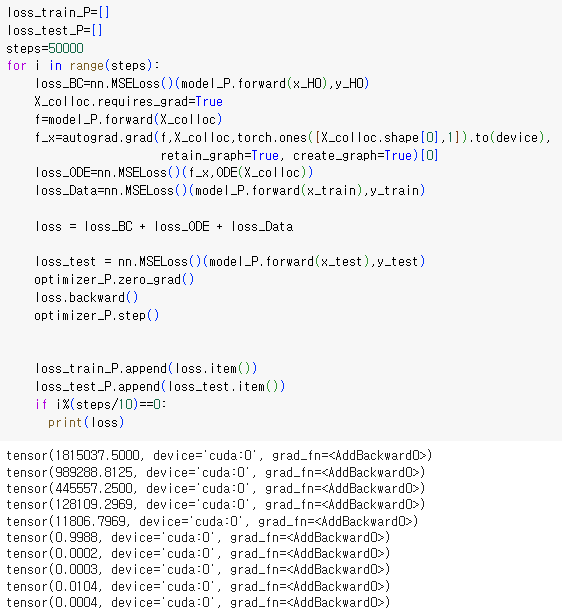 loss_train_P=[]
loss_test_P=[]
steps=50000
for i in range(steps):
    loss_BC=nn.MSELoss()(model_P.forward(x_H0),y_H0)
    X_colloc.requires_grad=True
    f=model_P.forward(X_colloc)
    f_x=autograd.grad(f,X_colloc,torch.ones([X_colloc.shape[0],1]).to(device),
                      retain_graph=True, create_graph=True)[0]
    loss_ODE=nn.MSELoss()(f_x,ODE(X_colloc))
    loss_Data=nn.MSELoss()(model_P.forward(x_train),y_train)
    loss = loss_BC + loss_ODE + loss_Data
    loss_test = nn.MSELoss()(model_P.forward(x_test),y_test)
    optimizer_P.zero_grad()
    loss.backward()
    optimizer_P.step()
    loss_train_P.append(loss.item())
    loss_test_P.append(loss_test.item())
    if i%(steps/10)==0:
      print(loss)
tensor(1815037.5000, device='cuda:0', grad_fn=<AddBackward0>)
tensor(989288.8125, device='cuda:0', grad_fn=<AddBackward0>)
tensor(445557.2500, device='cuda:0', grad_fn=<AddBackward0>)
tensor(128109.2969, device='cuda:0', grad_fn=<AddBackward0>)
tensor(11806.7969, device='cuda:0', grad_fn=<AddBackward0>)
tensor(0.9988, device='cuda:0', grad_fn=<AddBackward0>)
tensor(0.0002, device='cuda:0', grad_fn=<AddBackward0>)
tensor(0.0003, device='cuda:0', grad_fn=<AddBackward0>)
tensor(0.0104, device='cuda:0', grad_fn=<AddBackward0>)
tensor(0.0004, device='cuda:0', grad_fn=<AddBackward0>)